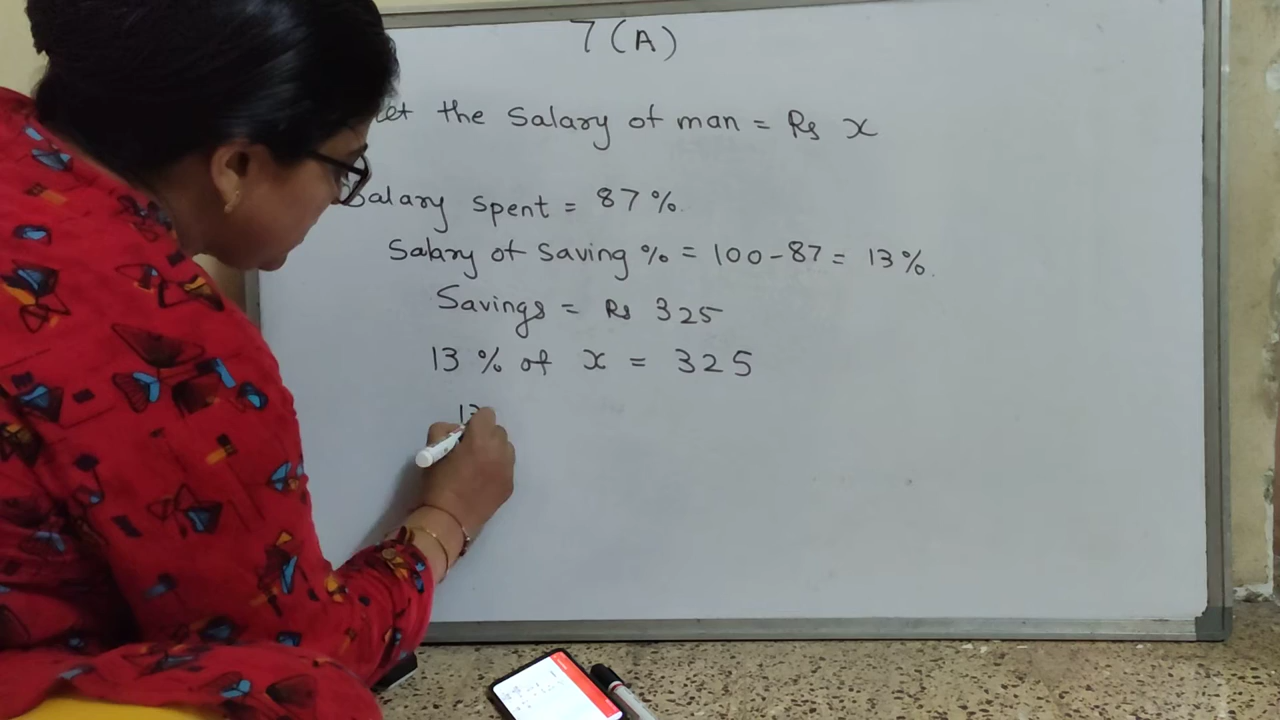 7 (A)
let the Salary of man = Rs x
Salary spent = 87%.
Salary of Saving % = 100-87 = 13%.
Savings = Rs 325
13 % of x = 325